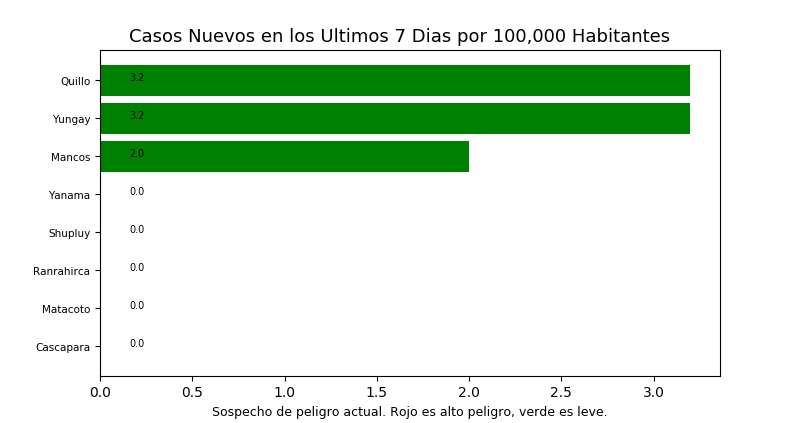 Casos Nuevos en los Ultimos 7 Dias por 100,000 Habitantes
Quillo 3.2
Yungay 3.2
Mancos 2.0
Yanama 0.0
Shupluy 0.0
Ranrahirca 0.0
Matacoto 0.0
Cascapara 0.0
0.0 0.5 1.0 1.5 2.0 2.5 3.0
Sospecho de peligro actual. Rojo es alto peligro, verde es leve.